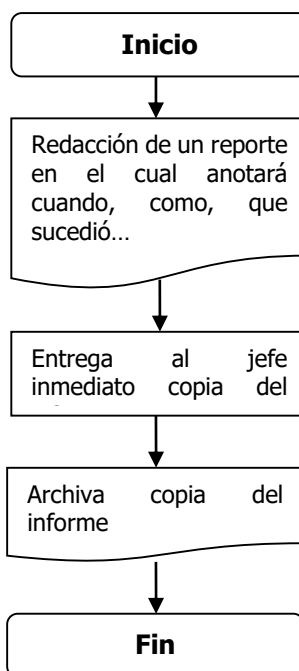 Inicio
Redacción de un reporte
en el cual anotará
cuando, como, que
sucedió…
Entrega al jefe
inmediato copia del
Archiva copia del
informe
Fin